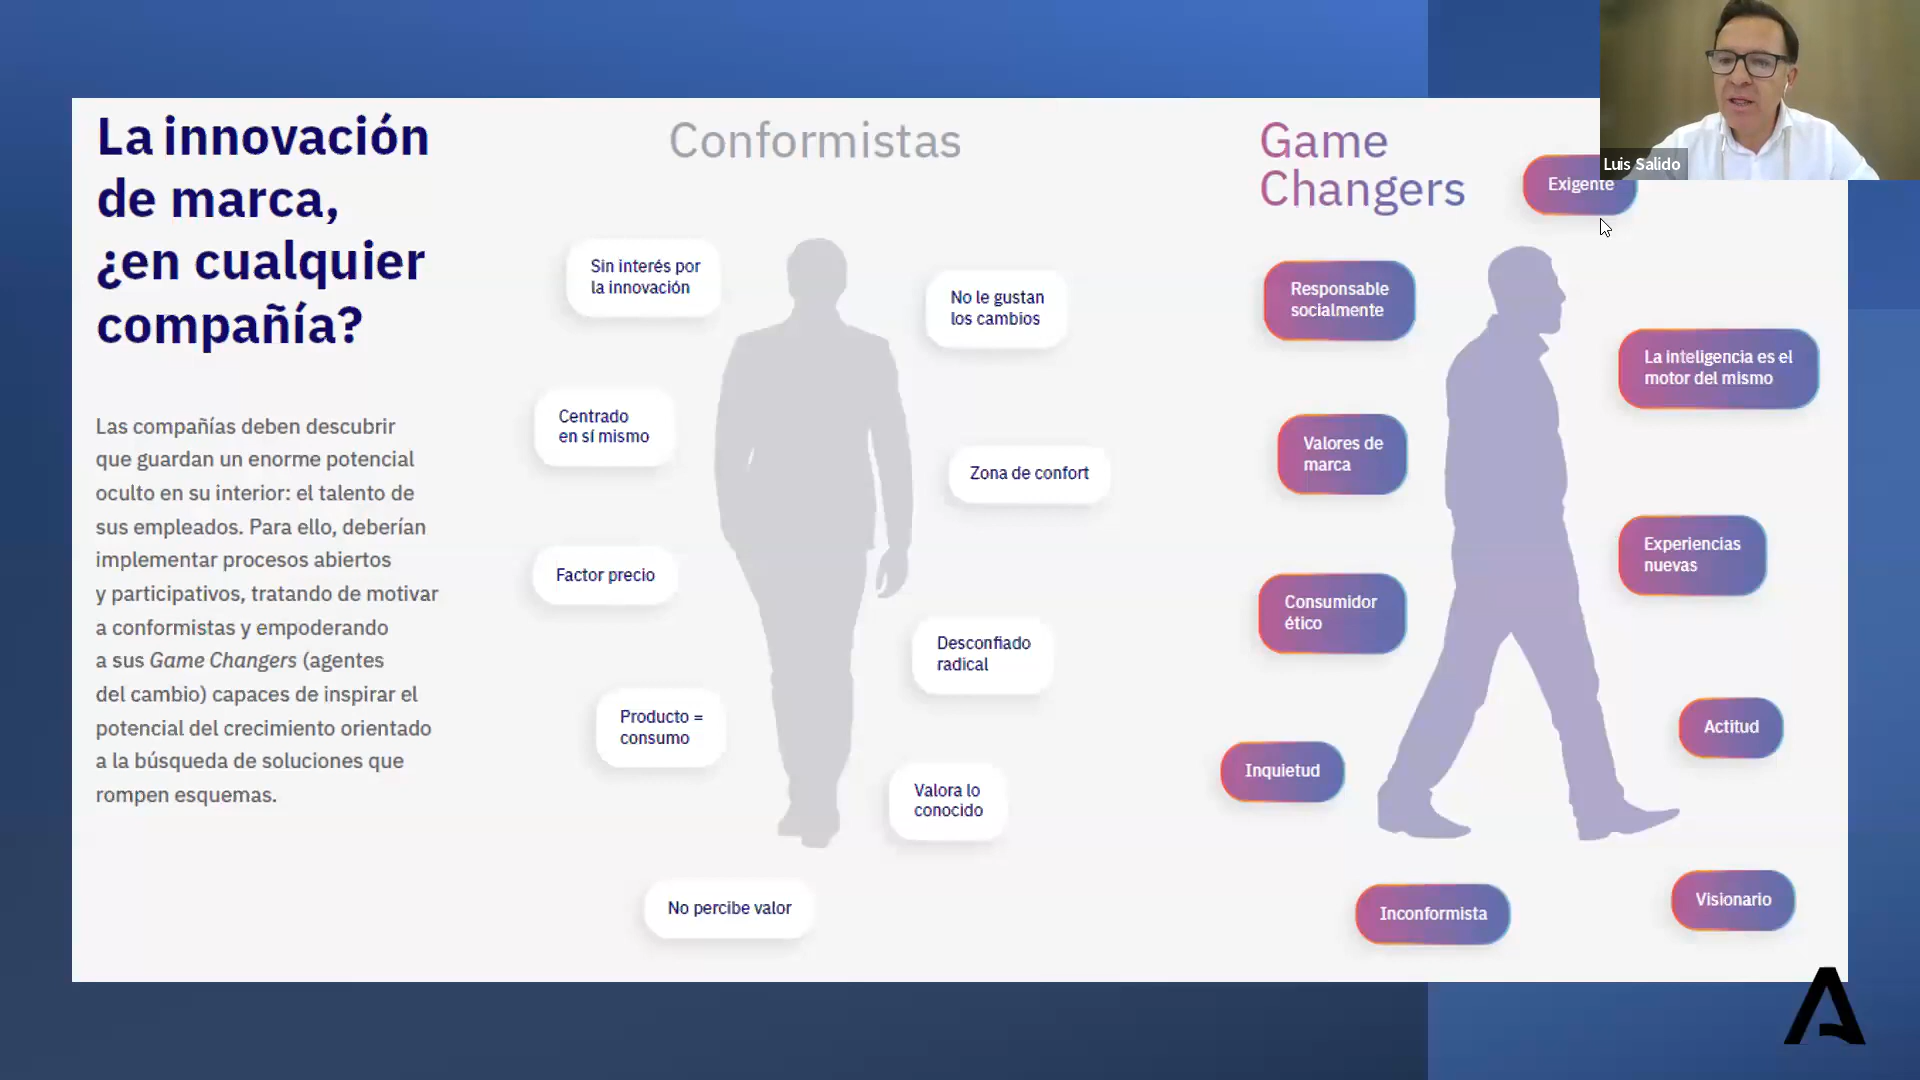 La innovación
de marca,
¿en cualquier
compañía?
Las compañías deben descubrir
que guardan un enorme potencial
oculto en su interior: el talento de
sus empleados. Para ello, deberían
implementar procesos abiertos
y participativos, tratando de motivar
a conformistas y empoderando
a sus Game Changers (agentes
del cambio) capaces de inspirar el
potencial del crecimiento orientado
a la búsqueda de soluciones que
rompen esquemas.
Conformistas
Sin interés por
la innovación
No le gustan
los cambios
Centrado
en sí mismo
Zona de confort
Factor precio
Desconfiado
radical
Producto =
consumo
Valora lo
conocido
No percibe valor
Game
Changers
Luis Salido
Exigente
Responsable
socialmente
La inteligencia es el
motor del mismo
Valores de
marca
Experiencias
nuevas
Consumidor
ético
Actitud
Inquietud
Visionario
Inconformista